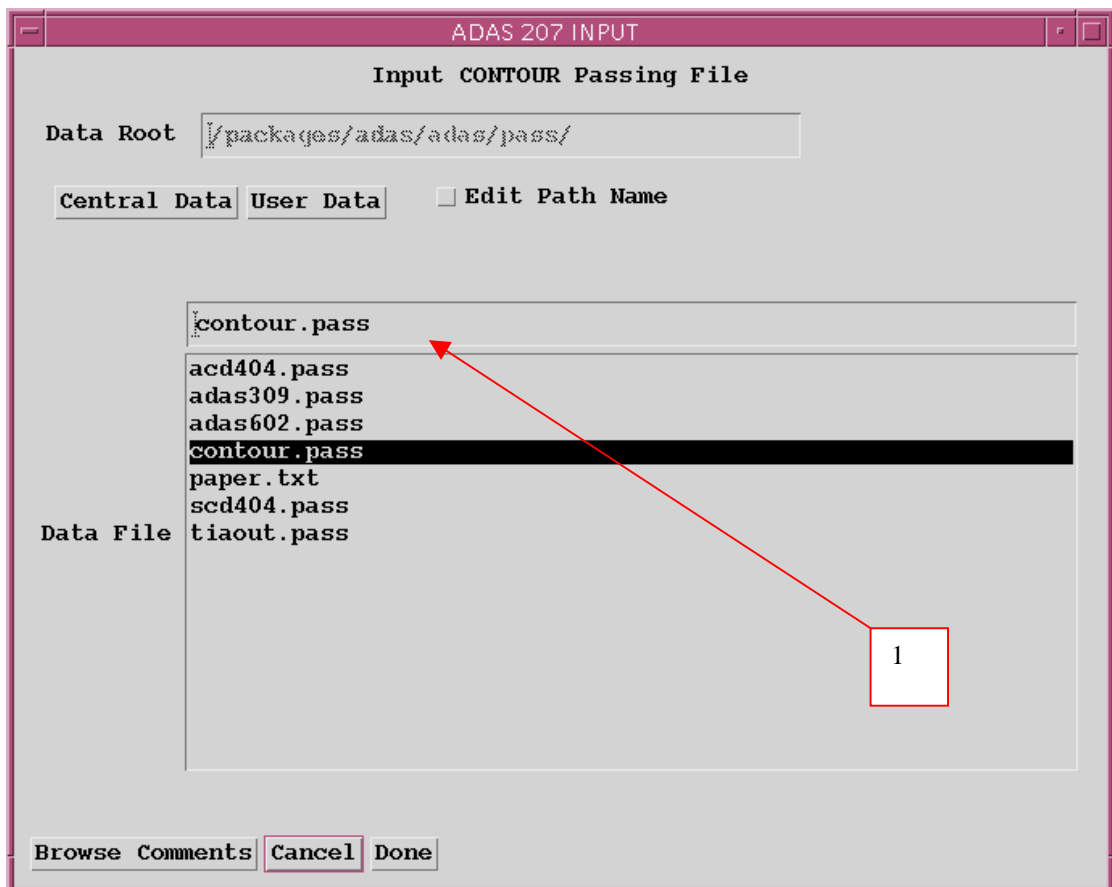 ADAS 207 INPUT
Input CONTOUR Passing File
Data Root /packages/adas/adas/pass/
Central Data User Data Edit Path Name
contour.pass
acd404.pass
adas309.pass
adas602.pass
contour.pass
paper.txt
scd404.pass
Data File tiaout.pass
1
Browse Comments Cancel Done